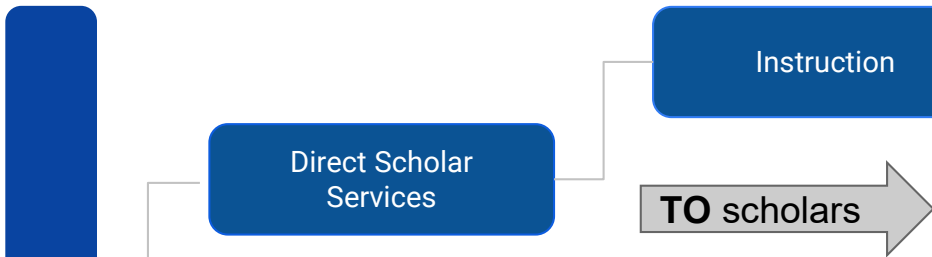 Instruction
Direct Scholar
Services
TO scholars